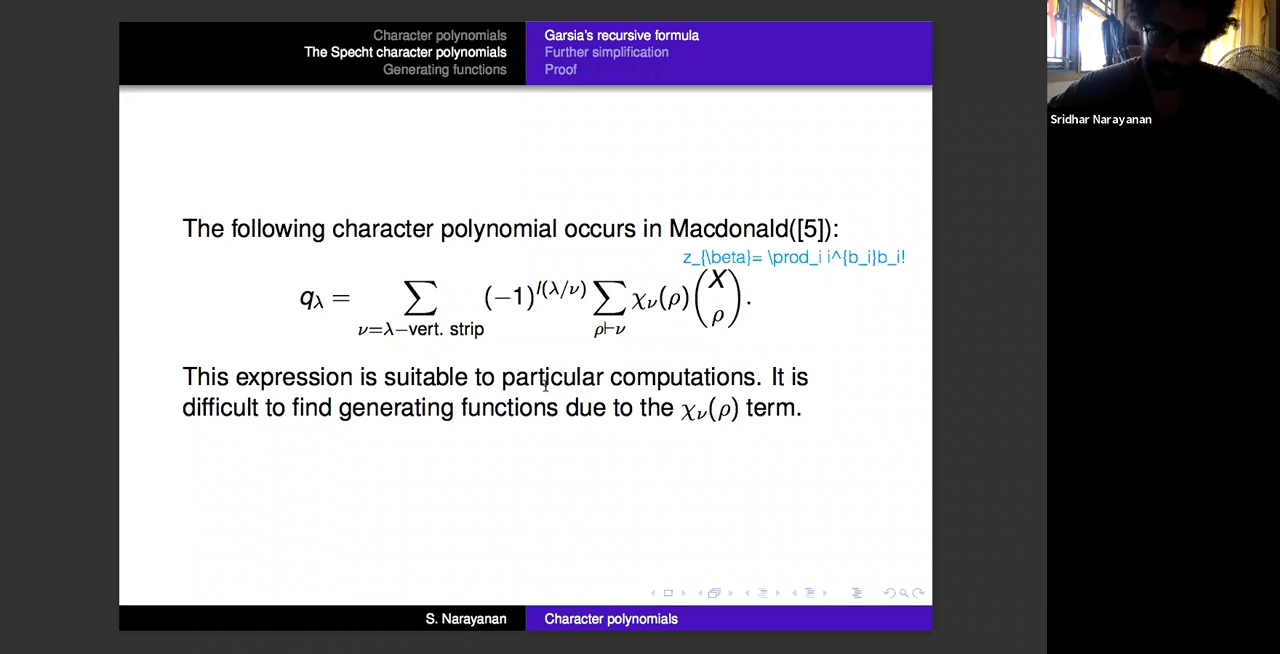 Character polynomials
The Specht character polynomials
Generating functions
Garsia's recursive formula
Further simplification
Proof
Sridhar Narayanan
The following character polynomial occurs in Macdonald([5]):
z_{\beta}= \prod_i i^{b_i}b_i!
q_λ = ∑_{ν=λ−vert. strip} (−1)^{l(λ/ν)} ∑_{ρ⊢ν} χ_ν(ρ) \binom{X}{ρ}.
This expression is suitable to particular computations. It is
difficult to find generating functions due to the χ_ν(ρ) term.
S. Narayanan
Character polynomials